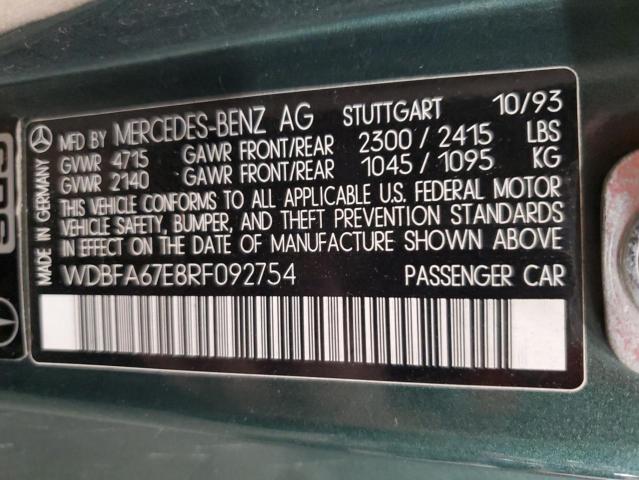 MFD BY MERCEDES-BENZ AG STUTTGART 10/93
GVWR 4715 GAWR FRONT/REAR 2300 / 2415 LBS
GVWR 2140 GAWR FRONT/REAR 1045 / 1095 KG
THIS VEHICLE CONFORMS TO ALL APPLICABLE U.S. FEDERAL MOTOR
VEHICLE SAFETY, BUMPER, AND THEFT PREVENTION STANDARDS
IN EFFECT ON THE DATE OF MANUFACTURE SHOWN ABOVE
WDBFA67E8RF092754 PASSENGER CAR
MADE IN GERMANY
SRS